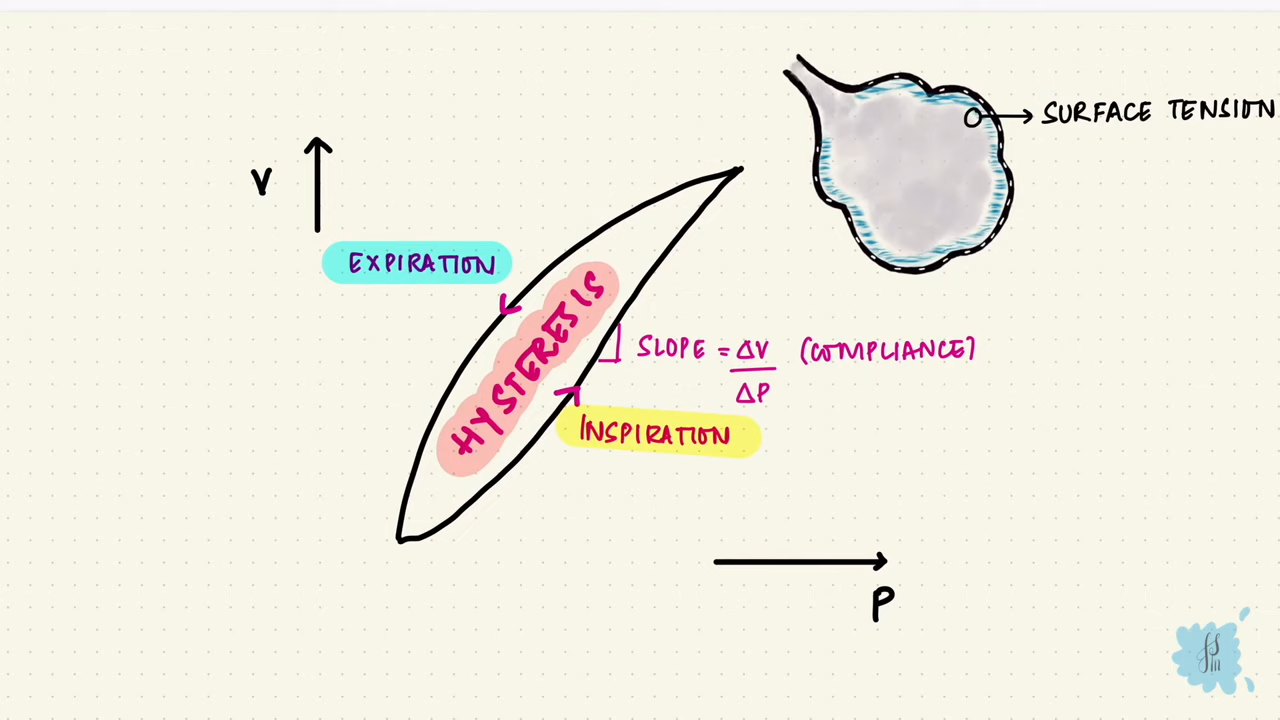 SURFACE TENSION
V
EXPIRATION
HYSTERESIS
SLOPE = ΔV (COMPLIANCE)
ΔP
INSPIRATION
P